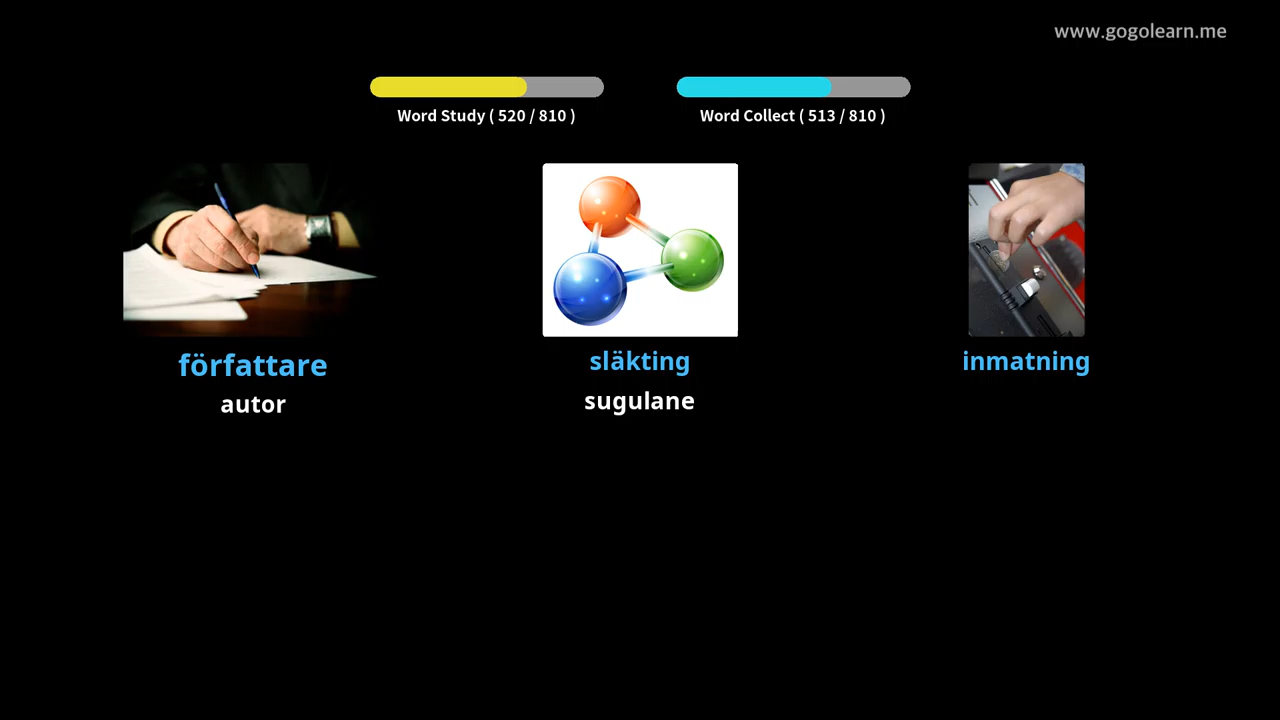 www.gogolearn.me
Word Study ( 520 / 810 )
Word Collect ( 513 / 810 )
författare
autor
släkting
sugulane
inmatning